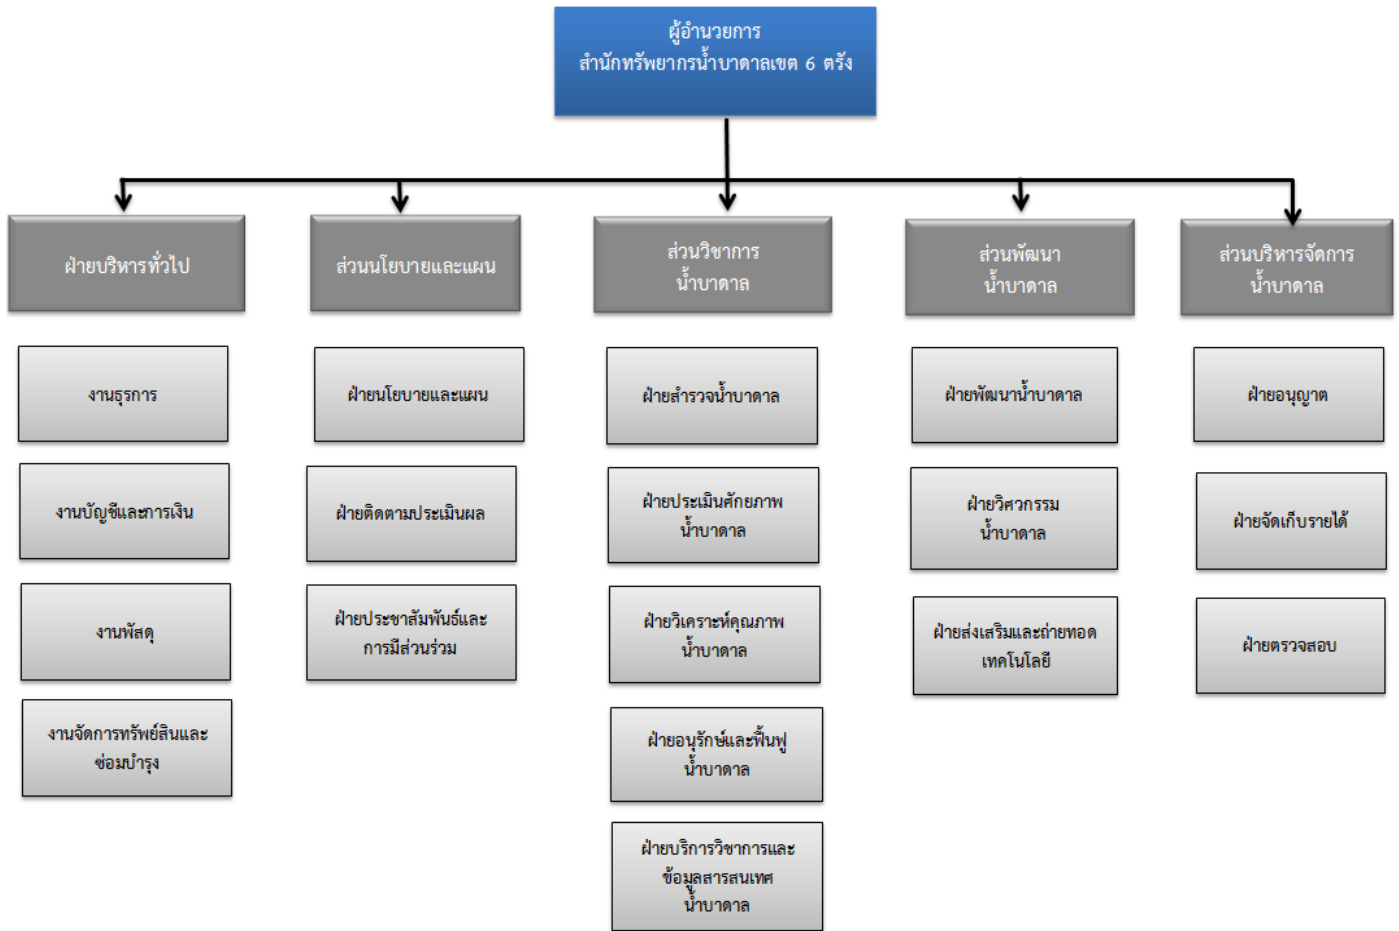 ผู้อำนวยการ
สำนักทรัพยากรน้ำบาดาลเขต 6 ตรัง
ฝ่ายบริหารทั่วไป
ส่วนนโยบายและแผน
ส่วนวิชาการ
น้ำบาดาล
ส่วนพัฒนา
น้ำบาดาล
ส่วนบริหารจัดการ
น้ำบาดาล
งานธุรการ
งานบัญชีและการเงิน
งานพัสดุ
งานจัดการทรัพย์สินและ
ซ่อมบำรุง
ฝ่ายนโยบายและแผน
ฝ่ายติดตามประเมินผล
ฝ่ายประชาสัมพันธ์และ
การมีส่วนร่วม
ฝ่ายสำรวจน้ำบาดาล
ฝ่ายประเมินศักยภาพ
น้ำบาดาล
ฝ่ายวิเคราะห์คุณภาพ
น้ำบาดาล
ฝ่ายอนุรักษ์และฟื้นฟู
น้ำบาดาล
ฝ่ายบริการวิชาการและ
ข้อมูลสารสนเทศ
น้ำบาดาล
ฝ่ายพัฒนาน้ำบาดาล
ฝ่ายวิศวกรรม
น้ำบาดาล
ฝ่ายส่งเสริมและถ่ายทอด
เทคโนโลยี
ฝ่ายอนุญาต
ฝ่ายจัดเก็บรายได้
ฝ่ายตรวจสอบ